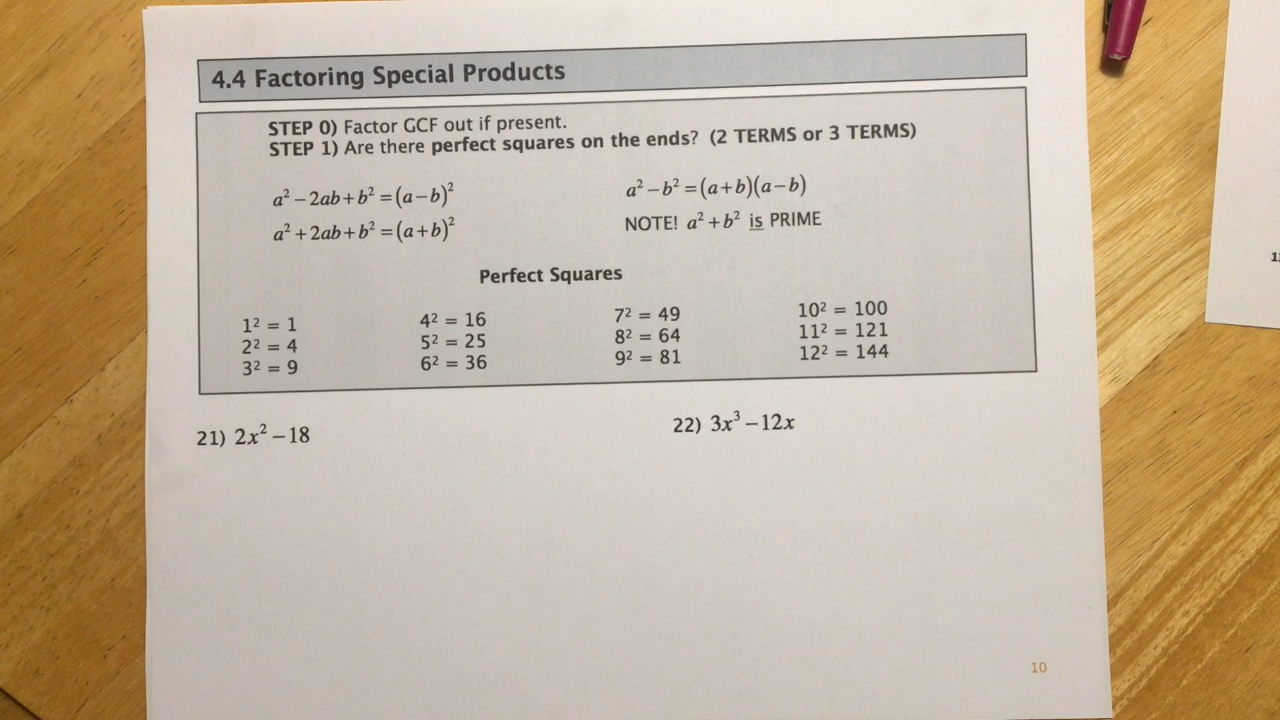 4.4 Factoring Special Products
STEP 0) Factor GCF out if present.
STEP 1) Are there perfect squares on the ends? (2 TERMS or 3 TERMS)
a² − 2ab + b² = (a − b)²
a² − b² = (a + b)(a − b)
a² + 2ab + b² = (a + b)²
NOTE! a² + b² is PRIME
Perfect Squares
1² = 1
2² = 4
3² = 9
4² = 16
5² = 25
6² = 36
7² = 49
8² = 64
9² = 81
10² = 100
11² = 121
12² = 144
21) 2x² − 18
22) 3x³ − 12x
10